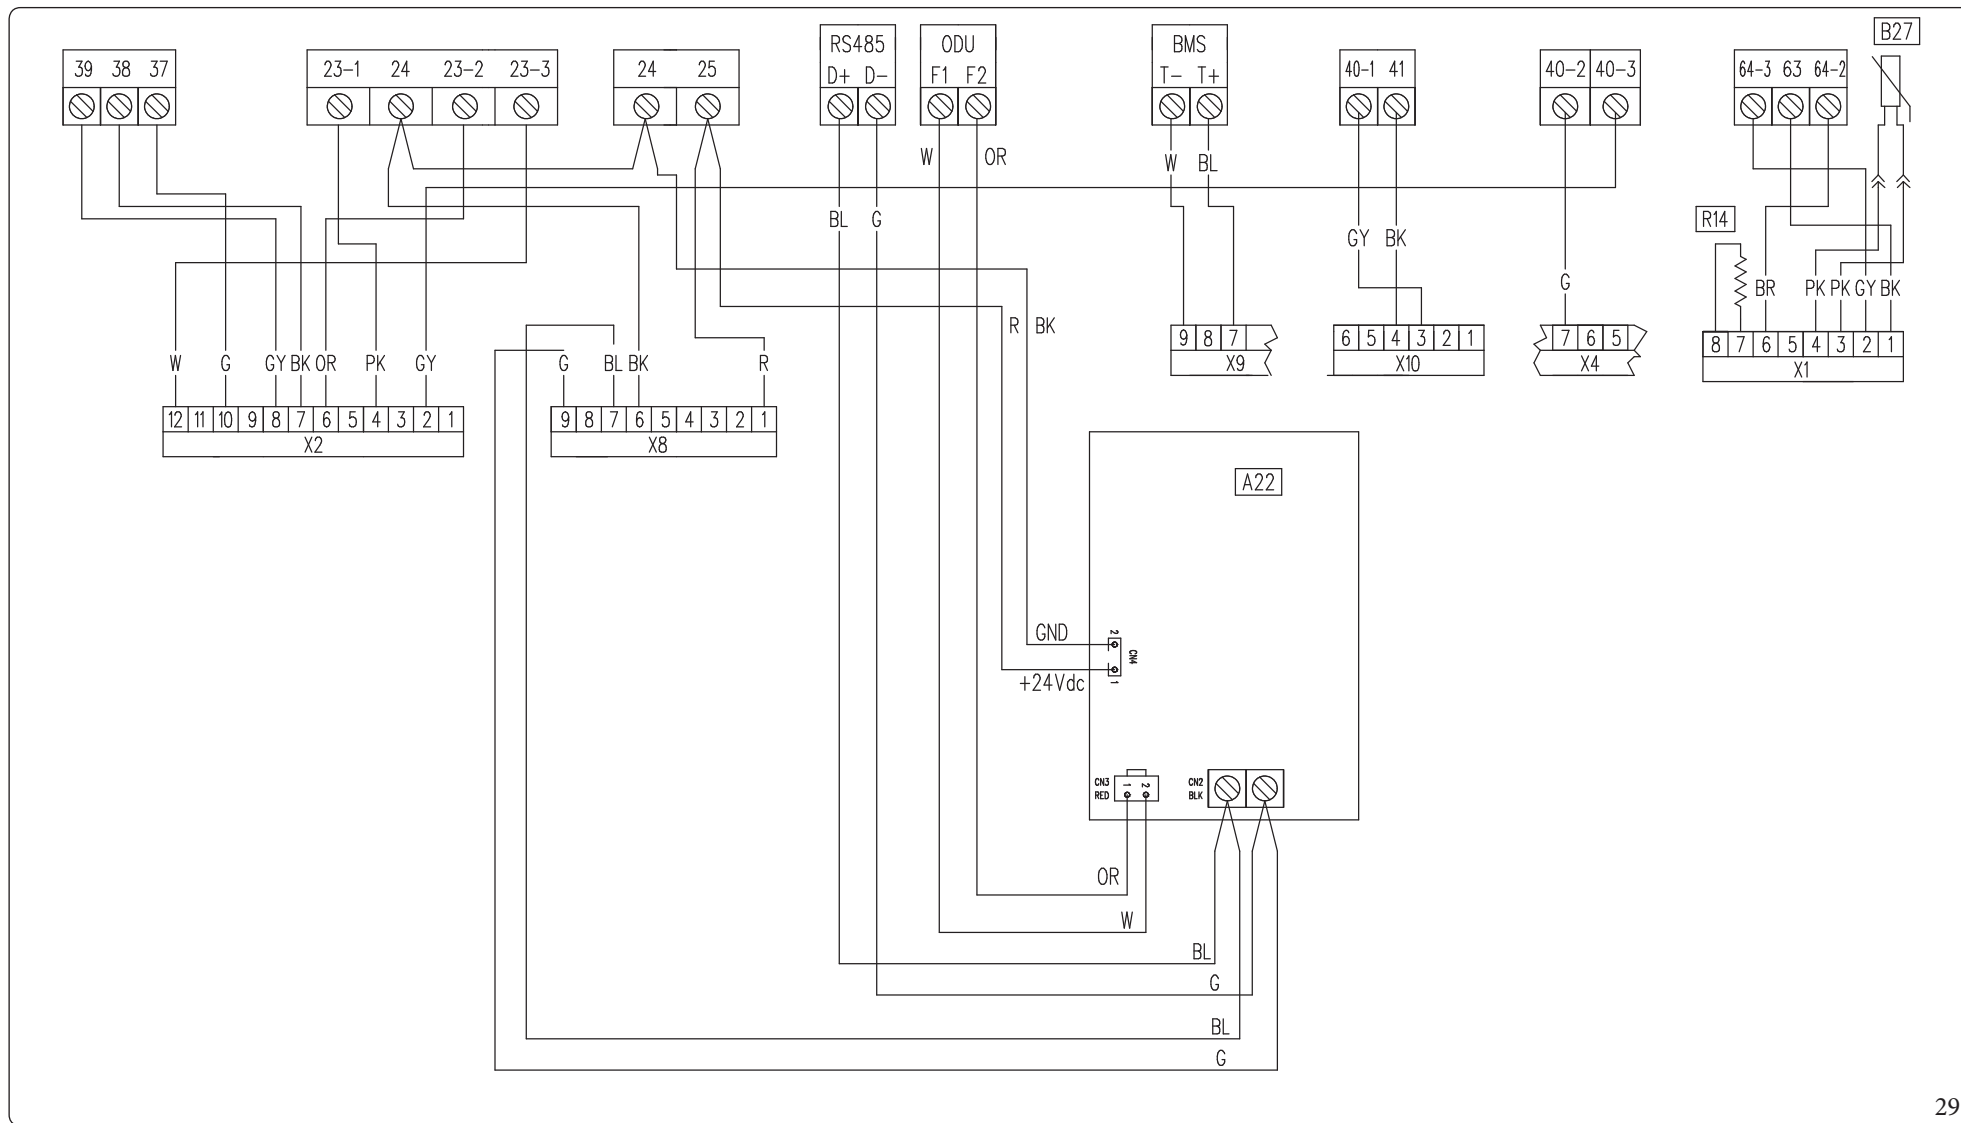 B27
RS485 ODU BMS
39 38 37 23-1 24 23-2 23-3 24 25 D+ D- F1 F2 T- T+ 40-1 41 40-2 40-3 64-3 63 64-2
W OR W BL
BL G R14
GY BK
G BR PK PK GY BK
R BK
9 8 7 6 5 4 3 2 1 7 6 5 8 7 6 5 4 3 2 1
X9 X10 X4 X1
W G GY BK OR PK GY G BL BK R
12 11 10 9 8 7 6 5 4 3 2 1 9 8 7 6 5 4 3 2 1
X2 X8
A22
GND 2
CN4
+24Vdc 1
CN3 1 2 CN2
RED BLK
OR
W
BL
G
BL
G
29